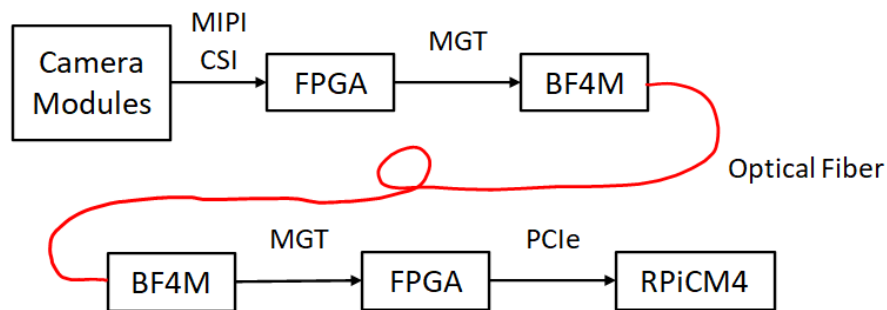 MIPI
CSI
MGT
Camera
Modules
FPGA
BF4M
Optical Fiber
MGT
PCIe
BF4M
FPGA
RPiCM4